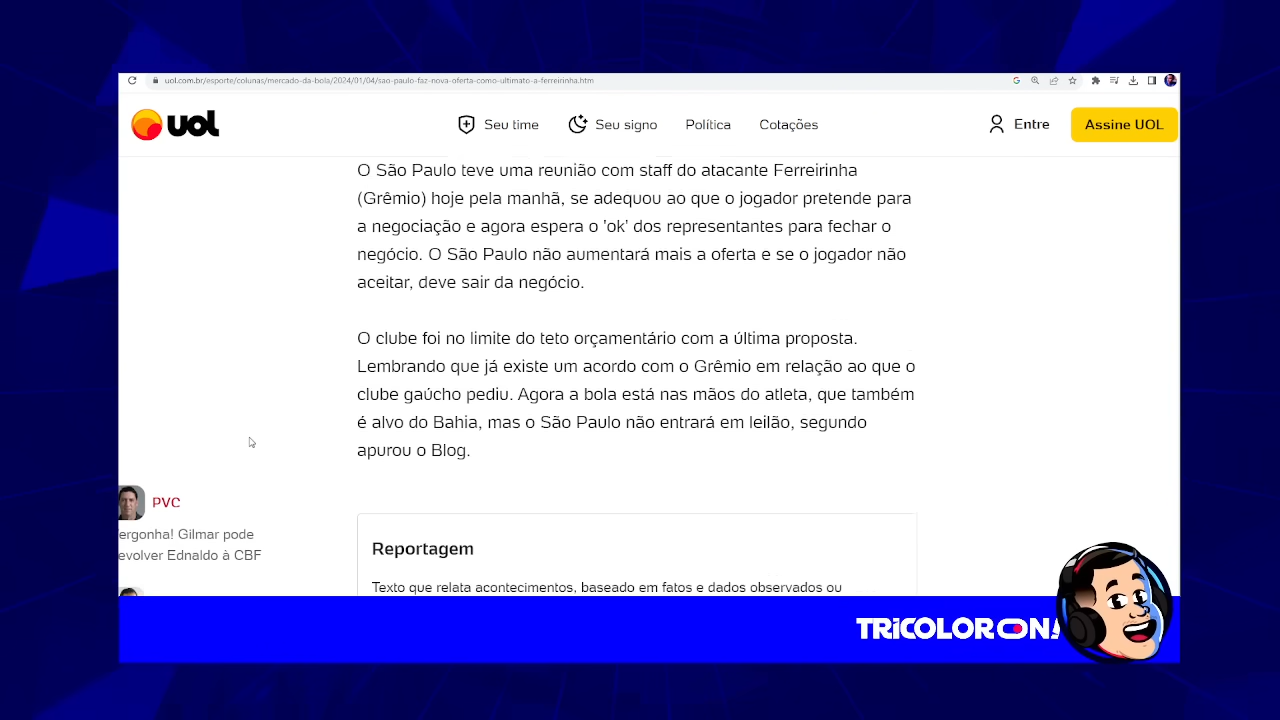 uol.com.br/esporte/colunas/mercado-da-bola/2024/01/04/sao-paulo-faz-nova-oferta-como-ultimato-a-ferreirinha.htm
UOL
Seu time
Seu signo
Política
Cotações
Entre
Assine UOL
O São Paulo teve uma reunião com staff do atacante Ferreirinha
(Grêmio) hoje pela manhã, se adequou ao que o jogador pretende para
a negociação e agora espera o 'ok' dos representantes para fechar o
negócio. O São Paulo não aumentará mais a oferta e se o jogador não
aceitar, deve sair da negócio.
O clube foi no limite do teto orçamentário com a última proposta.
Lembrando que já existe um acordo com o Grêmio em relação ao que o
clube gaúcho pediu. Agora a bola está nas mãos do atleta, que também
é alvo do Bahia, mas o São Paulo não entrará em leilão, segundo
apurou o Blog.
PVC
ergonha! Gilmar pode
evolver Ednaldo à CBF
Reportagem
Texto que relata acontecimentos, baseado em fatos e dados observados ou
TRICOLOR ON!